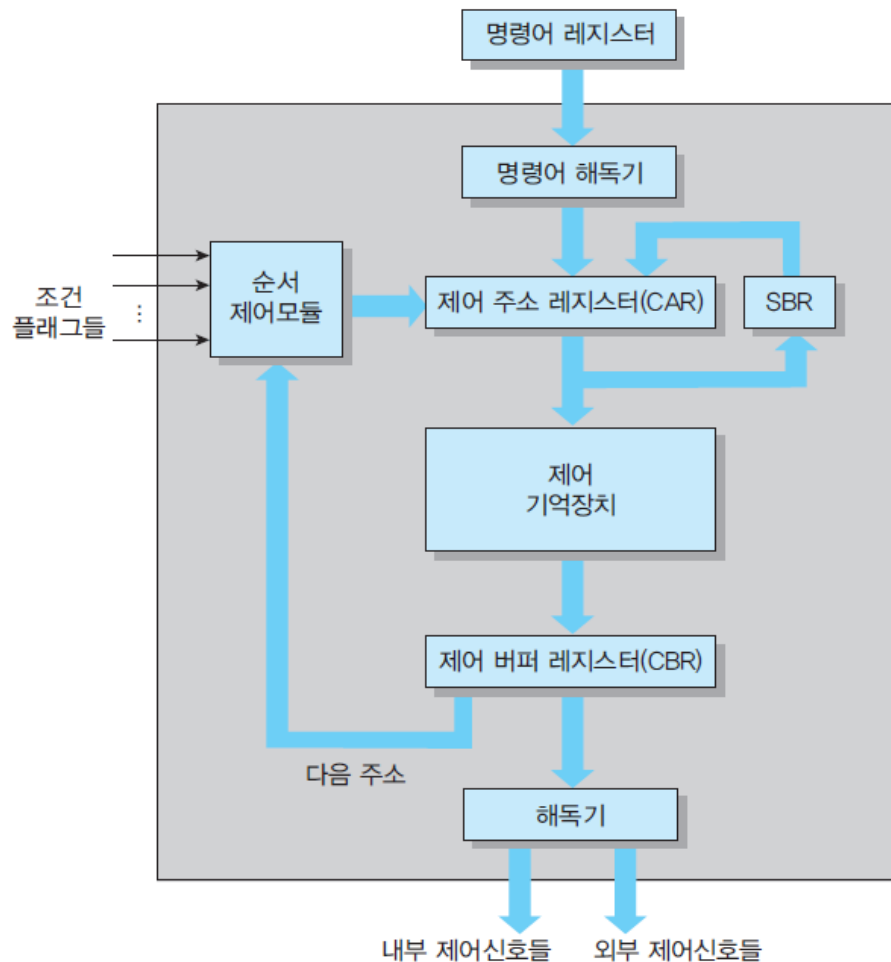 명령어 레지스터
명령어 해독기
순서
제어모듈
조건
플래그들
⋮
제어 주소 레지스터(CAR)
SBR
제어
기억장치
제어 버퍼 레지스터(CBR)
다음 주소
해독기
내부 제어신호들
외부 제어신호들